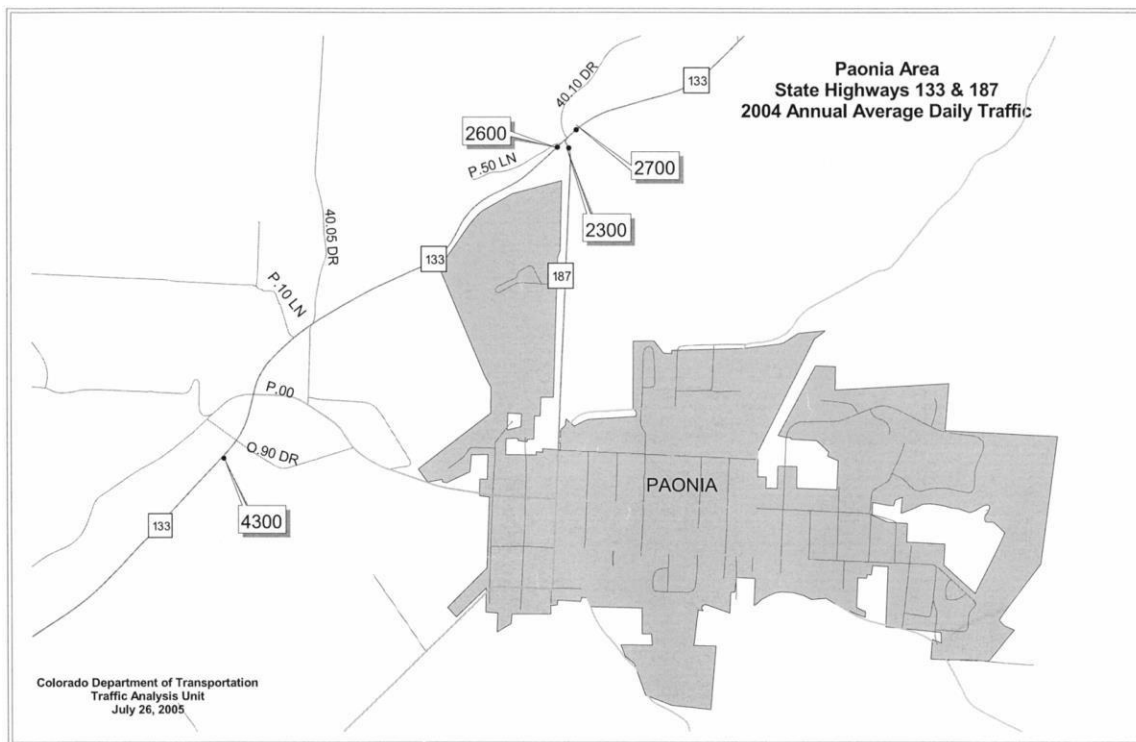 Paonia Area
State Highways 133 & 187
2004 Annual Average Daily Traffic
40.10 DR
133
2600
P.50 LN
2700
2300
40.05 DR
133
187
P.10 LN
P.00
O.90 DR
PAONIA
4300
133
Colorado Department of Transportation
Traffic Analysis Unit
July 26, 2005